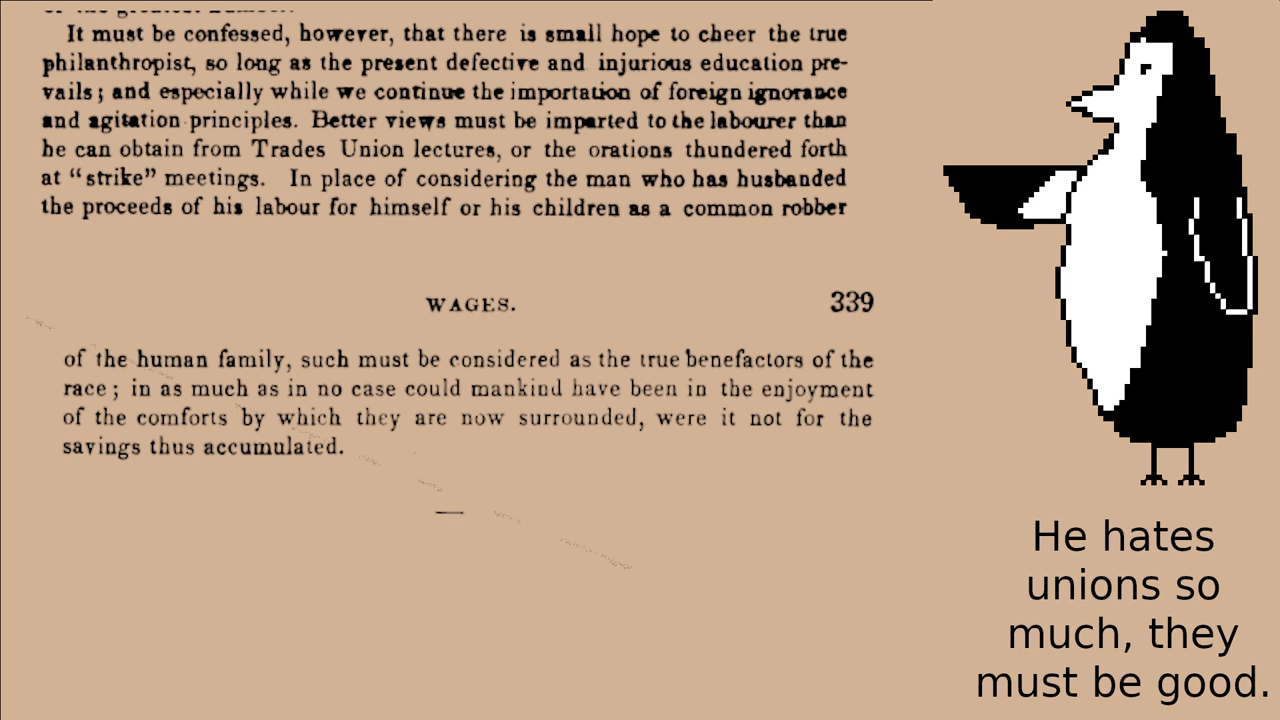 It must be confessed, however, that there is small hope to cheer the true
philanthropist, so long as the present defective and injurious education pre-
vails; and especially while we continue the importation of foreign ignorance
and agitation principles. Better views must be imparted to the labourer than
he can obtain from Trades Union lectures, or the orations thundered forth
at "strike" meetings. In place of considering the man who has husbanded
the proceeds of his labour for himself or his children as a common robber
WAGES. 339
of the human family, such must be considered as the true benefactors of the
race; in as much as in no case could mankind have been in the enjoyment
of the comforts by which they are now surrounded, were it not for the
savings thus accumulated.
He hates
unions so
much, they
must be good.